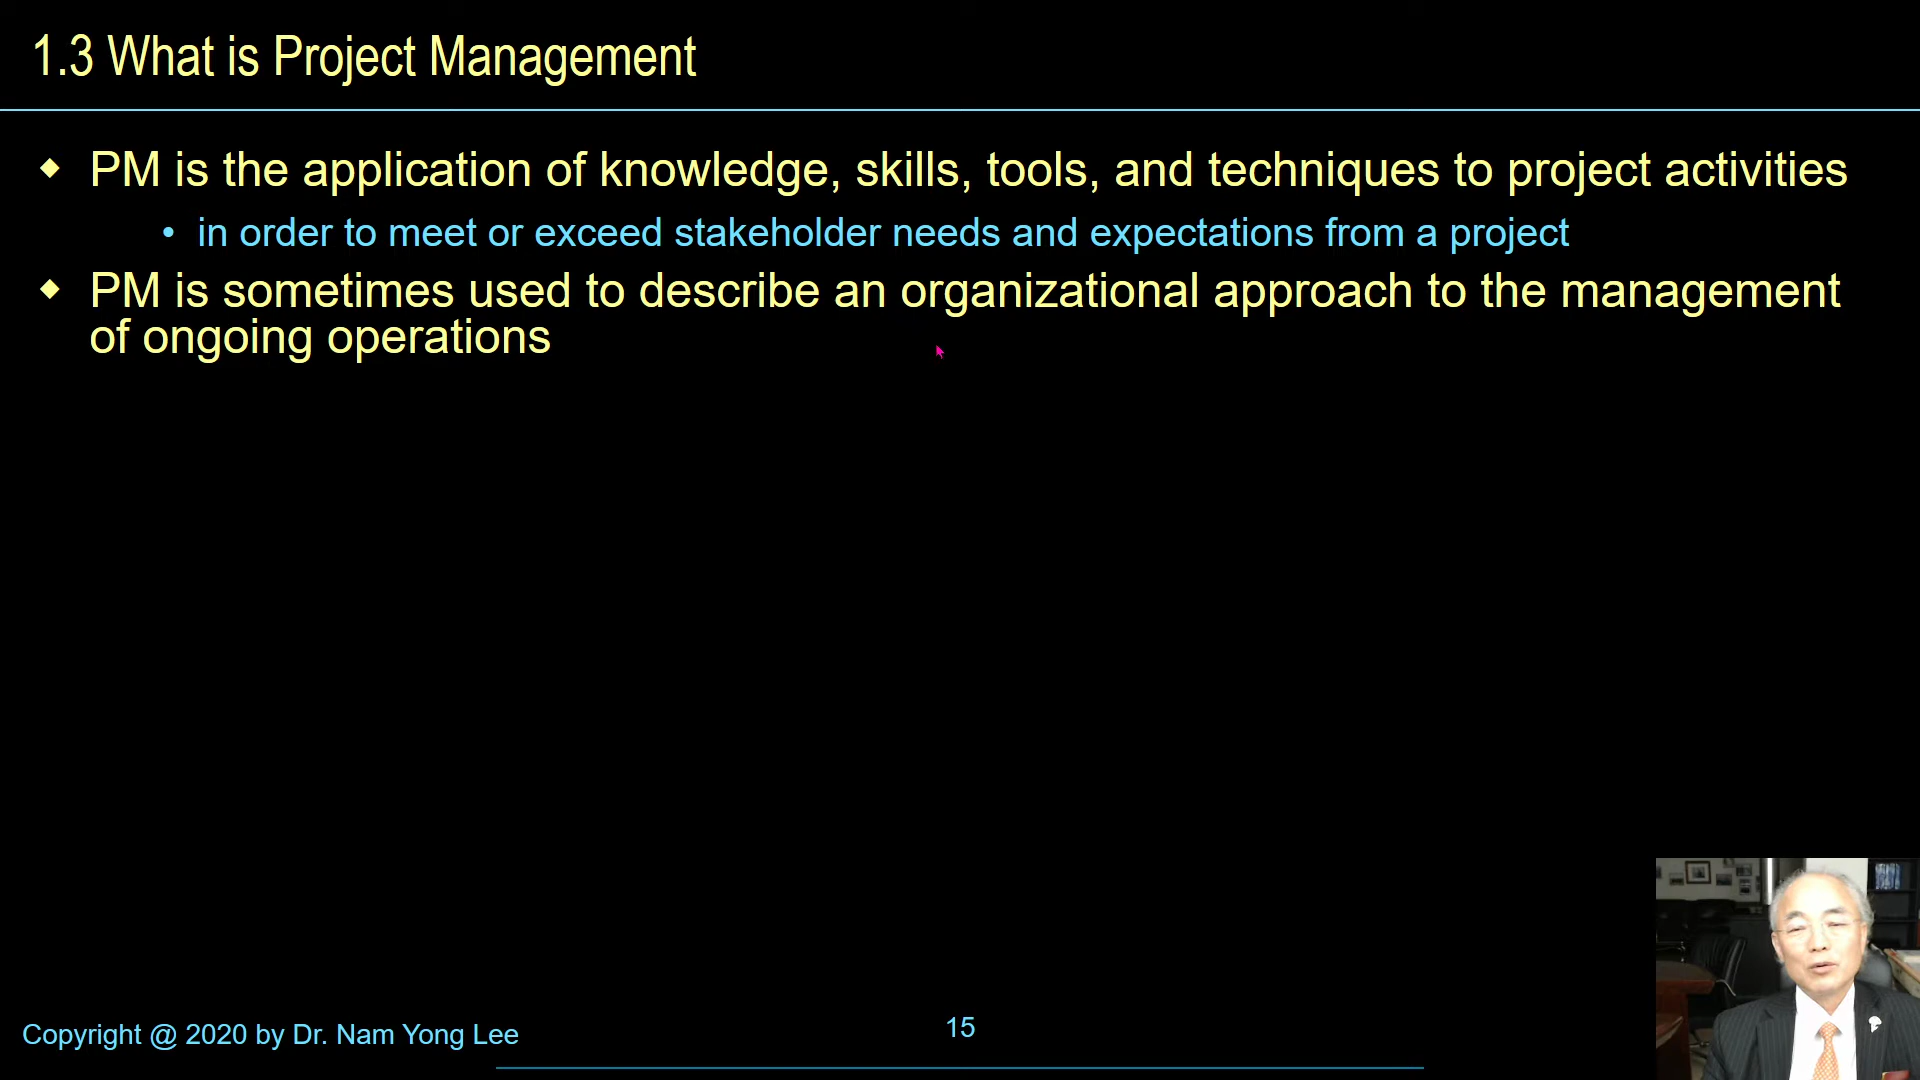 1.3 What is Project Management
PM is the application of knowledge, skills, tools, and techniques to project activities
in order to meet or exceed stakeholder needs and expectations from a project
PM is sometimes used to describe an organizational approach to the management
of ongoing operations
Copyright @ 2020 by Dr. Nam Yong Lee
15